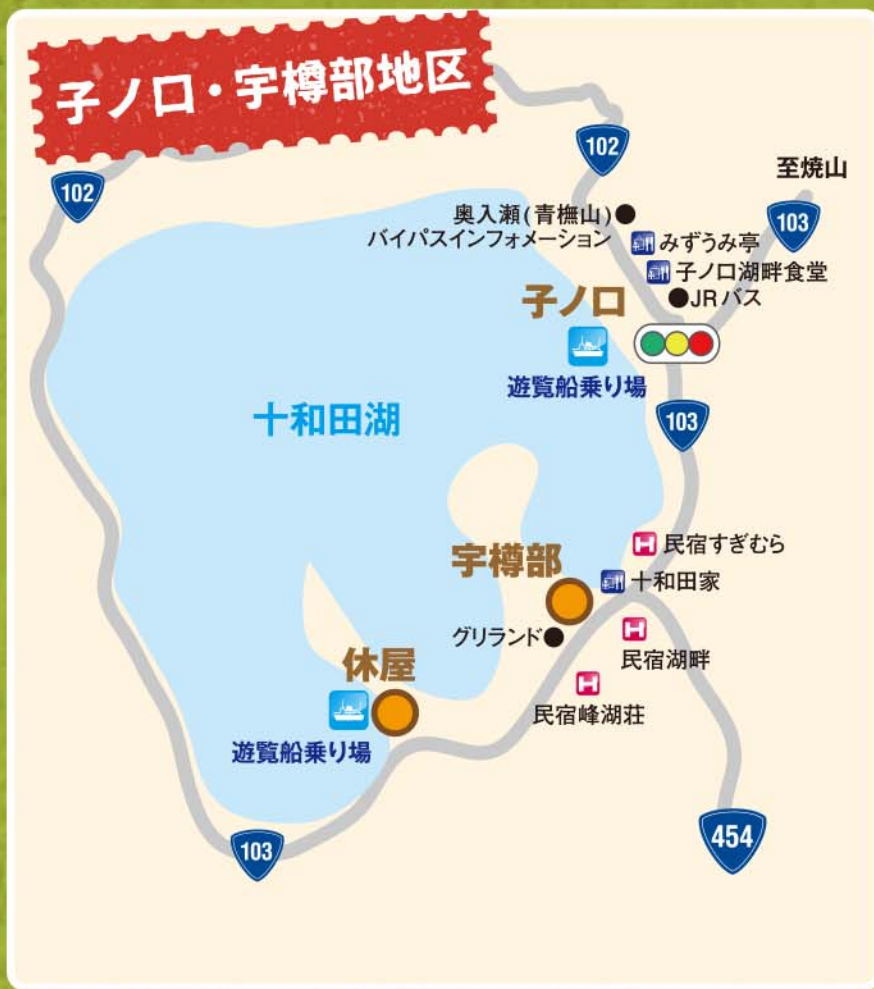 子ノ口・宇樽部地区
102
102
至焼山
103
奥入瀬(青橅山)
バイパスインフォメーション
みずうみ亭
子ノ口湖畔食堂
JRバス
子ノ口
遊覧船乗り場
103
十和田湖
民宿すぎむら
宇樽部
十和田家
グリランド
民宿湖畔
休屋
民宿峰湖荘
遊覧船乗り場
454
103
H
H
H